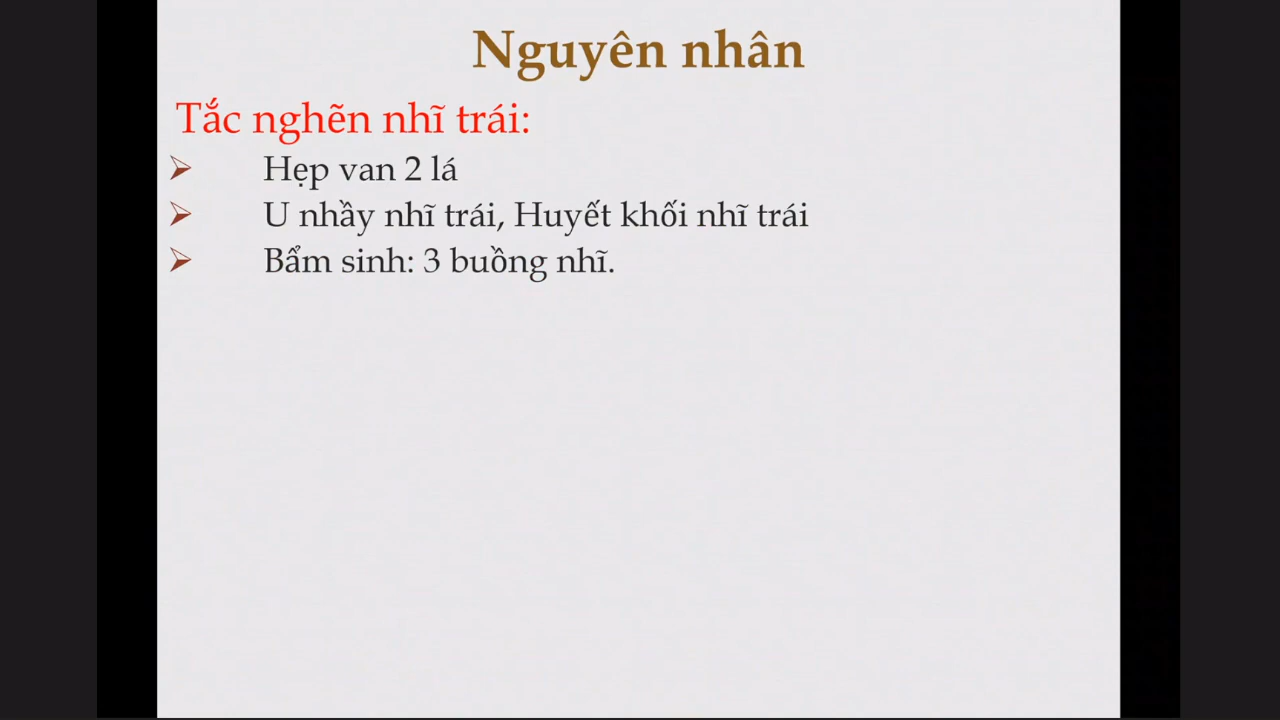 Nguyên nhân
Tắc nghẽn nhĩ trái:
Hẹp van 2 lá
U nhầy nhĩ trái, Huyết khối nhĩ trái
Bẩm sinh: 3 buồng nhĩ.